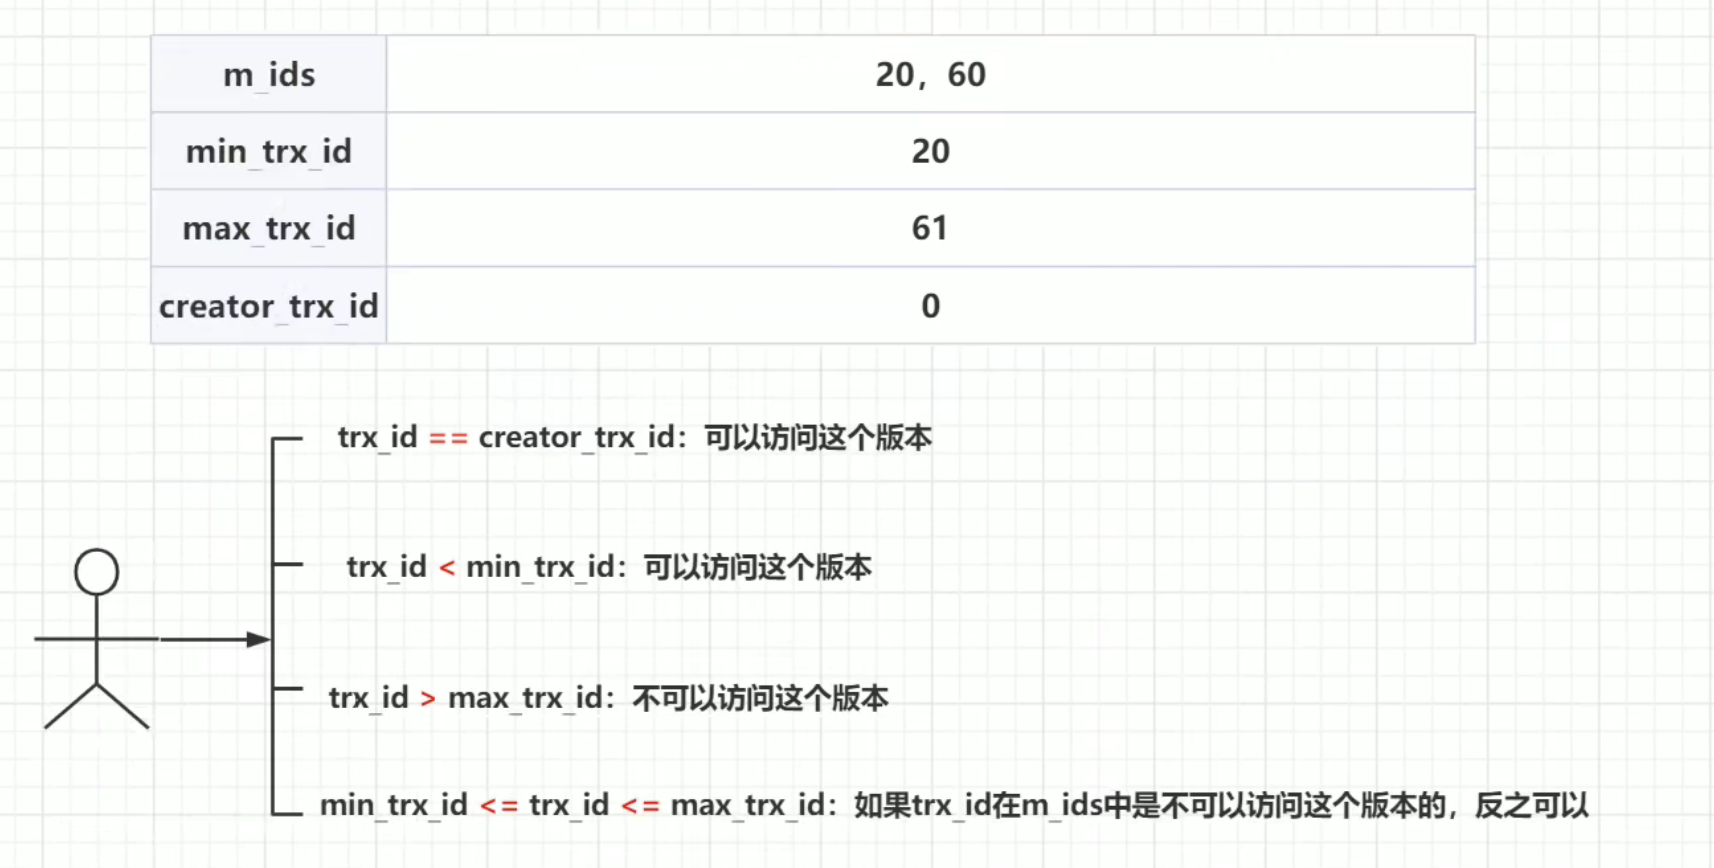 m_ids 20，60
min_trx_id 20
max_trx_id 61
creator_trx_id 0
trx_id == creator_trx_id：可以访问这个版本
trx_id < min_trx_id：可以访问这个版本
trx_id > max_trx_id：不可以访问这个版本
min_trx_id <= trx_id <= max_trx_id：如果trx_id在m_ids中是不可以访问这个版本的，反之可以